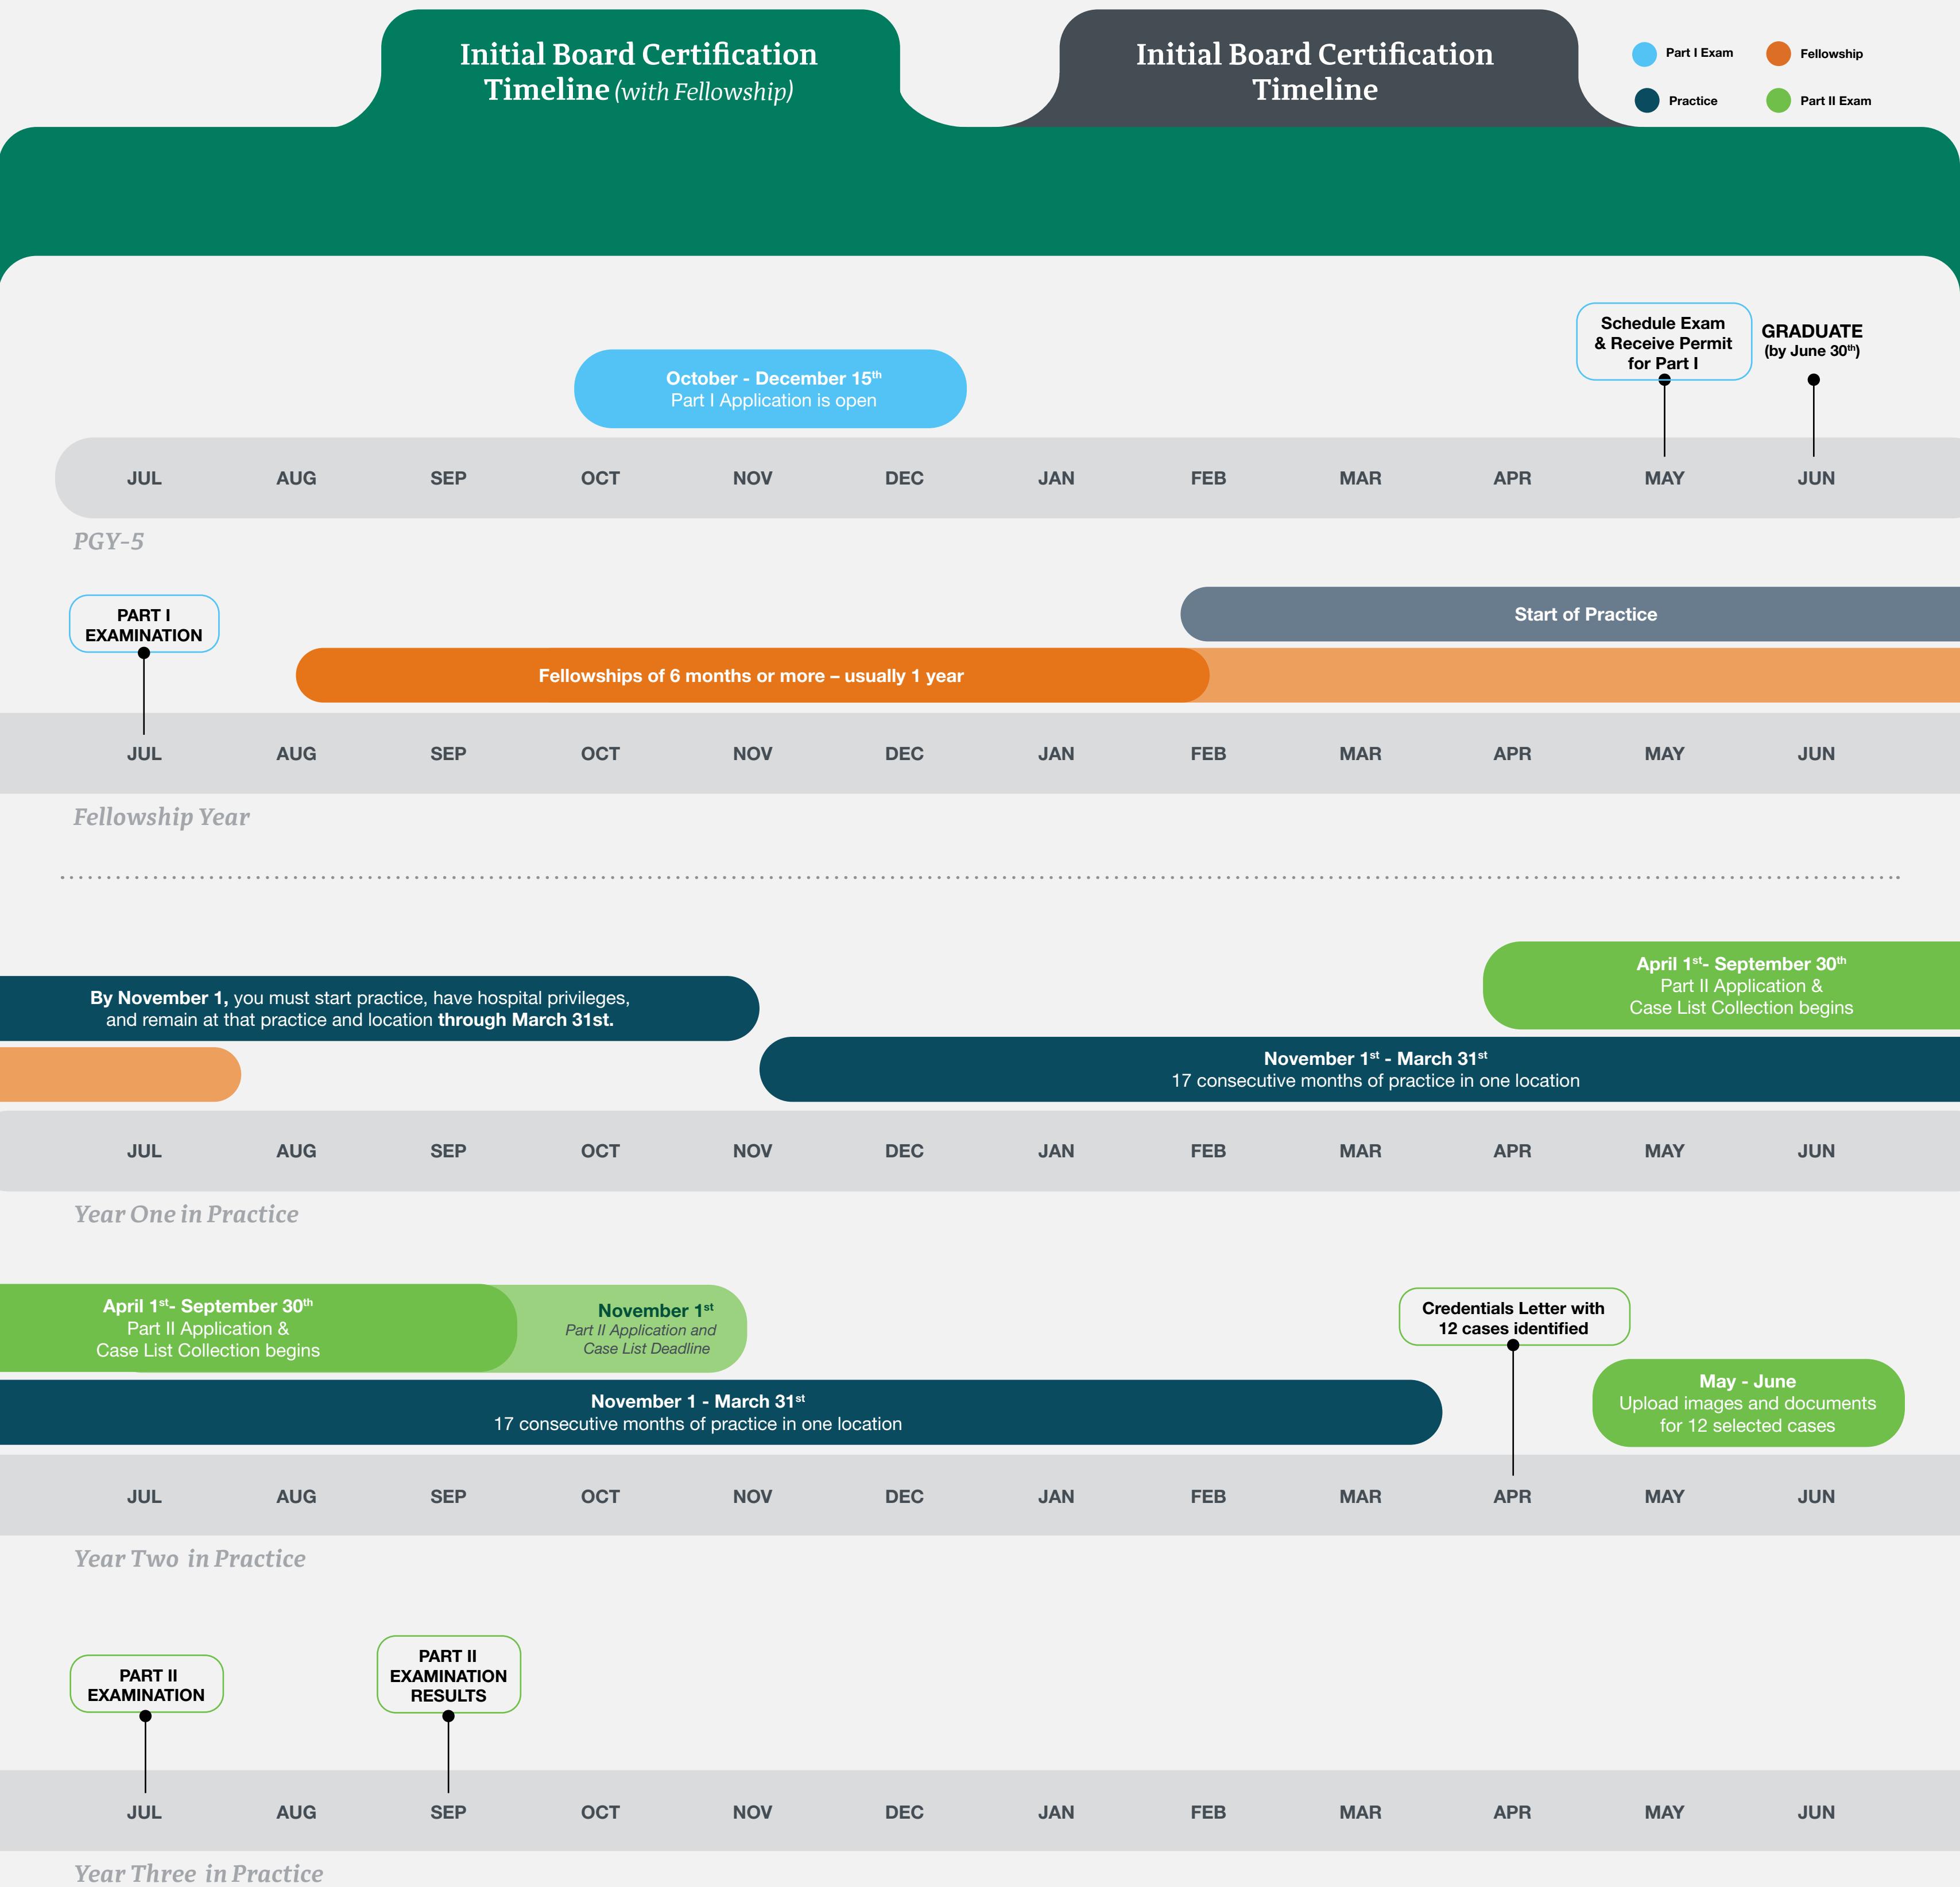 Initial Board Certification
Timeline (with Fellowship)
Initial Board Certification
Timeline
Part I Exam
Fellowship
Practice
Part II Exam
Schedule Exam
& Receive Permit
for Part I
GRADUATE
(by June 30th)
October - December 15th
Part I Application is open
JUL AUG SEP OCT NOV DEC JAN FEB MAR APR MAY JUN
PGY-5
PART I
EXAMINATION
Start of Practice
Fellowships of 6 months or more – usually 1 year
JUL AUG SEP OCT NOV DEC JAN FEB MAR APR MAY JUN
Fellowship Year
By November 1, you must start practice, have hospital privileges,
and remain at that practice and location through March 31st.
April 1st- September 30th
Part II Application &
Case List Collection begins
November 1st - March 31st
17 consecutive months of practice in one location
JUL AUG SEP OCT NOV DEC JAN FEB MAR APR MAY JUN
Year One in Practice
April 1st- September 30th
Part II Application &
Case List Collection begins
November 1st
Part II Application and
Case List Deadline
Credentials Letter with
12 cases identified
November 1 - March 31st
17 consecutive months of practice in one location
May - June
Upload images and documents
for 12 selected cases
JUL AUG SEP OCT NOV DEC JAN FEB MAR APR MAY JUN
Year Two in Practice
PART II
EXAMINATION
PART II
EXAMINATION
RESULTS
JUL AUG SEP OCT NOV DEC JAN FEB MAR APR MAY JUN
Year Three in Practice